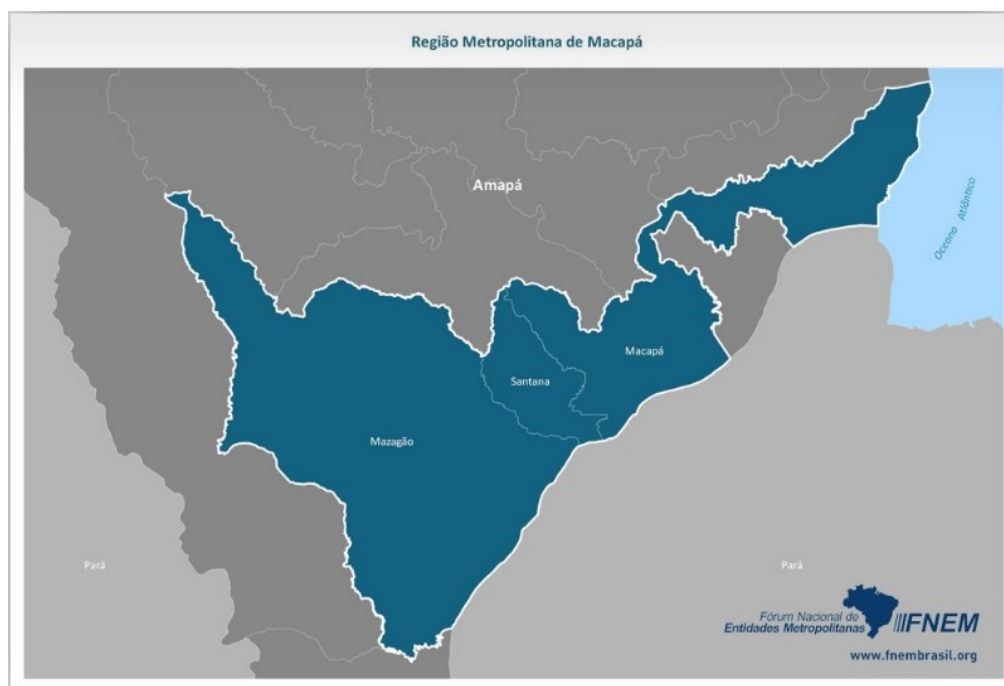 Região Metropolitana de Macapá
Amapá
Oceano Atlântico
Macapá
Santana
Mazagão
Pará
Pará
Fórum Nacional de
Entidades Metropolitanas
FNEM
www.fnembrasil.org